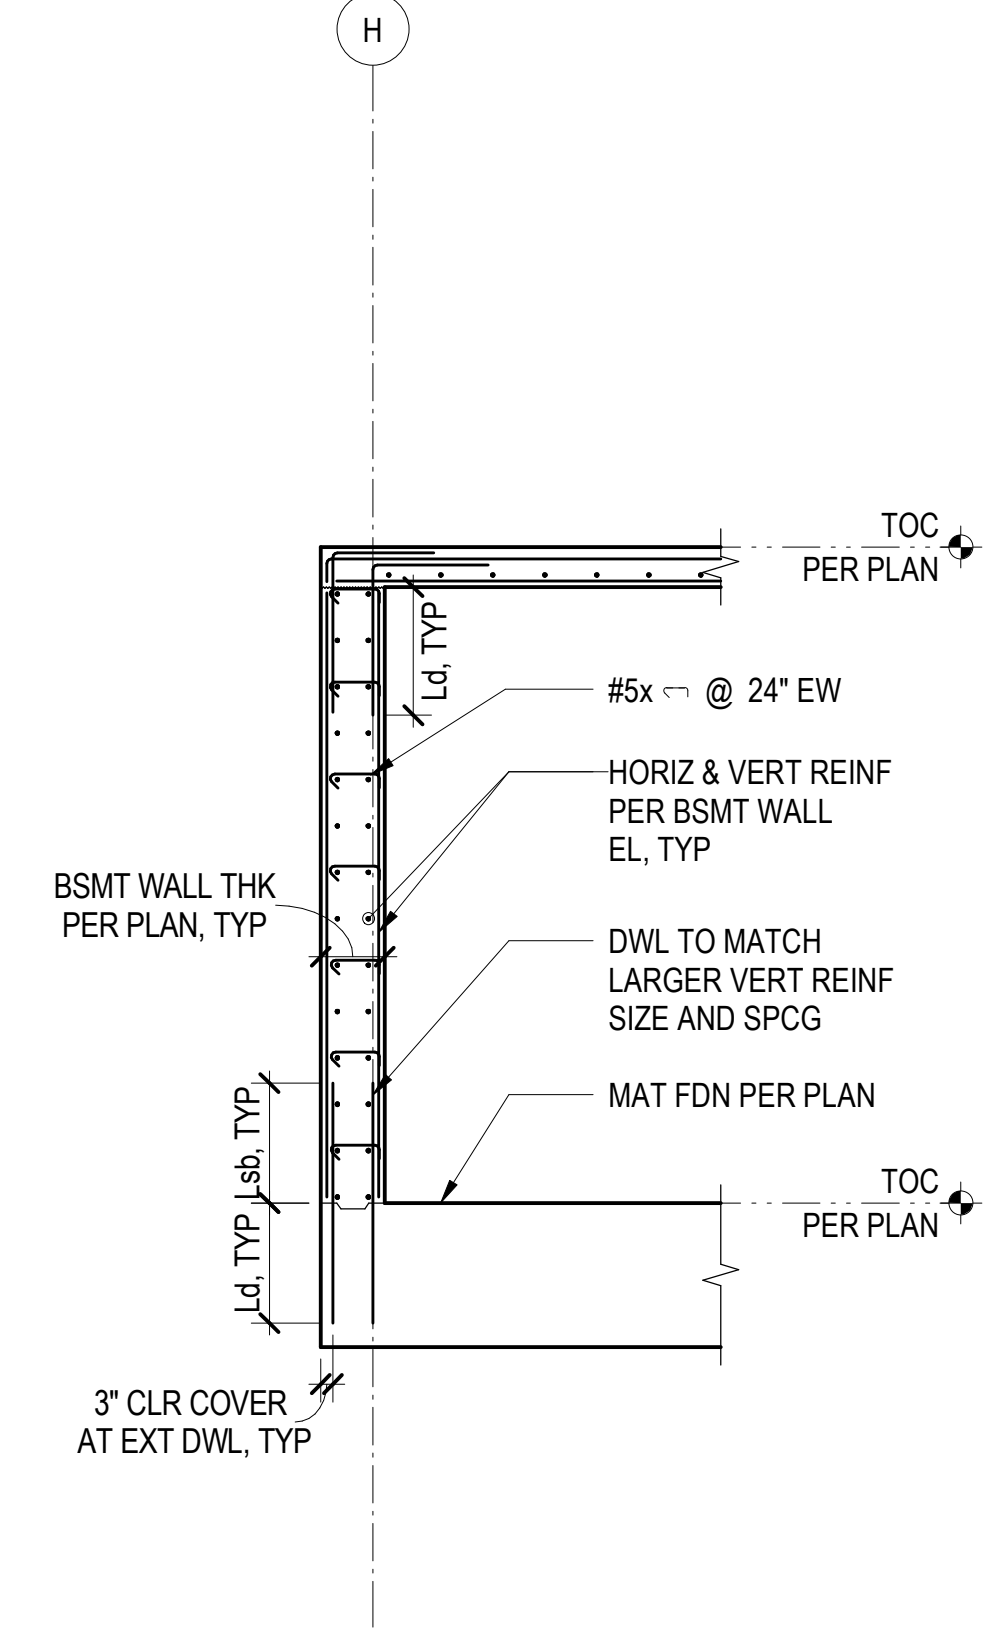 H
TOC
PER PLAN
Ld, TYP
#5x @ 24" EW
HORIZ & VERT REINF
PER BSMT WALL
EL, TYP
BSMT WALL THK
PER PLAN, TYP
DWL TO MATCH
LARGER VERT REINF
SIZE AND SPCG
MAT FDN PER PLAN
Lsb, TYP
TOC
PER PLAN
Ld, TYP
3" CLR COVER
AT EXT DWL, TYP